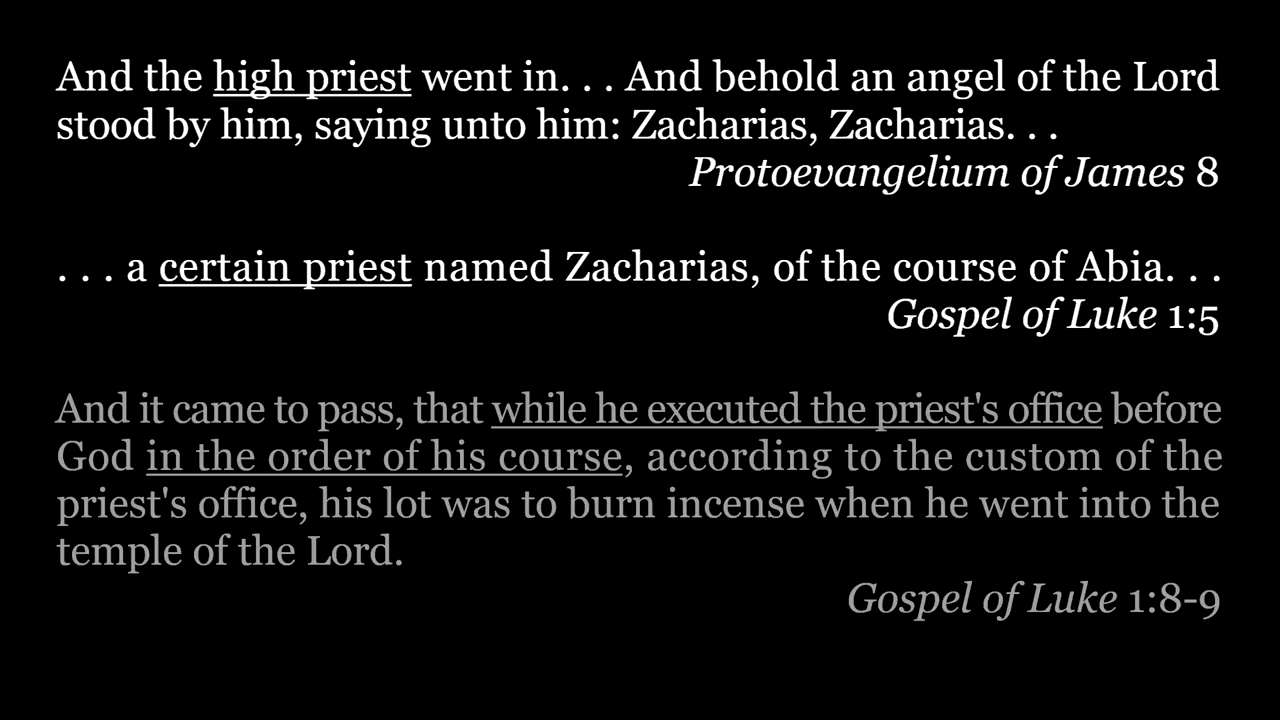 And the high priest went in. . . And behold an angel of the Lord
stood by him, saying unto him: Zacharias, Zacharias. . .
Protoevangelium of James 8
. . . a certain priest named Zacharias, of the course of Abia. . .
Gospel of Luke 1:5
And it came to pass, that while he executed the priest's office before
God in the order of his course, according to the custom of the
priest's office, his lot was to burn incense when he went into the
temple of the Lord.
Gospel of Luke 1:8-9